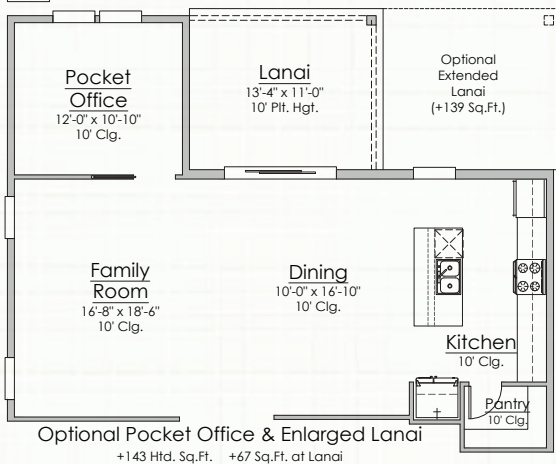 Pocket
Office
12'-0" x 10'-10"
10' Clg.
Lanai
13'-4" x 11'-0"
10' Plt. Hgt.
Optional
Extended
Lanai
(+139 Sq.Ft.)
Family
Room
16'-8" x 18'-6"
10' Clg.
Dining
10'-0" x 16'-10"
10' Clg.
Kitchen
10' Clg.
Pantry
10' Clg.
Optional Pocket Office & Enlarged Lanai
+143 Htd. Sq.Ft. +67 Sq.Ft. at Lanai